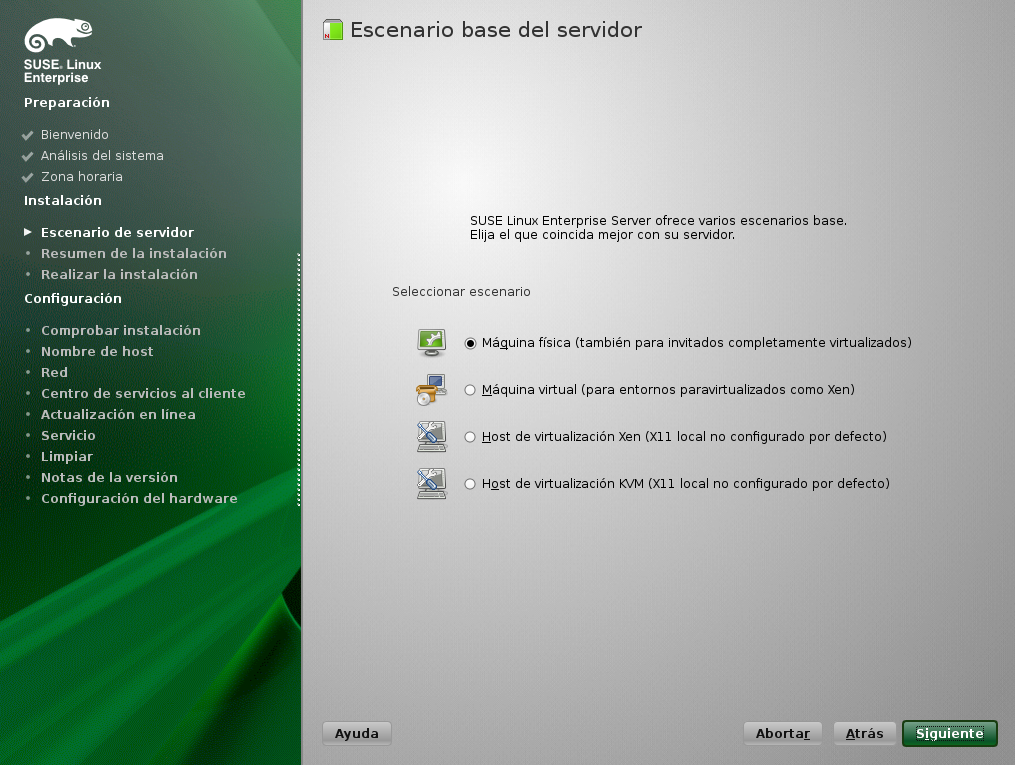 SUSE. Linux
Enterprise
Preparación
Bienvenido
Análisis del sistema
Zona horaria
Instalación
Escenario de servidor
Resumen de la instalación
Realizar la instalación
Configuración
Comprobar instalación
Nombre de host
Red
Centro de servicios al cliente
Actualización en línea
Servicio
Limpiar
Notas de la versión
Configuración del hardware
Escenario base del servidor
SUSE Linux Enterprise Server ofrece varios escenarios base.
Elija el que coincida mejor con su servidor.
Seleccionar escenario
Máquina física (también para invitados completamente virtualizados)
Máquina virtual (para entornos paravirtualizados como Xen)
Host de virtualización Xen (X11 local no configurado por defecto)
Host de virtualización KVM (X11 local no configurado por defecto)
Ayuda
Abortar
Atrás
Siguiente